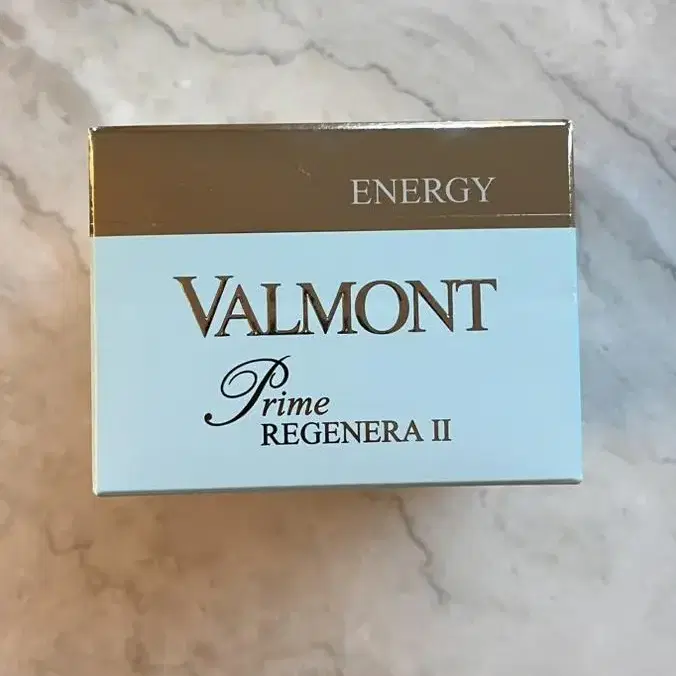 ENERGY
VALMONT
Prime
REGENERA II